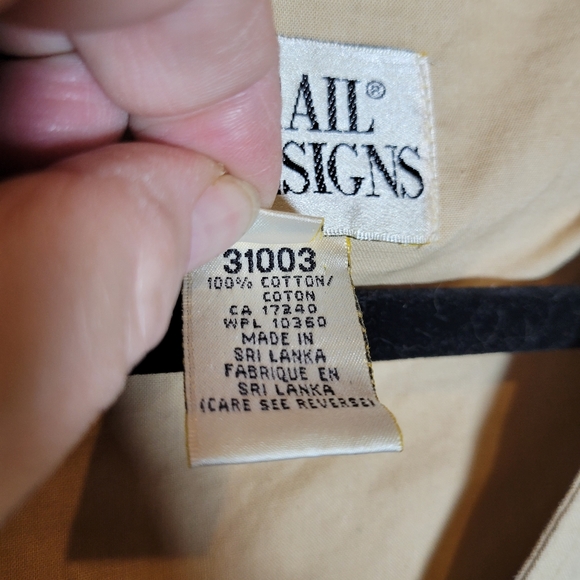 AIL®
SIGNS
31003
100% COTTON/
COTON
CA 17240
WPL 10360
MADE IN
SRI LANKA
FABRIQUE EN
SRI LANKA
(CARE SEE REVERSE)